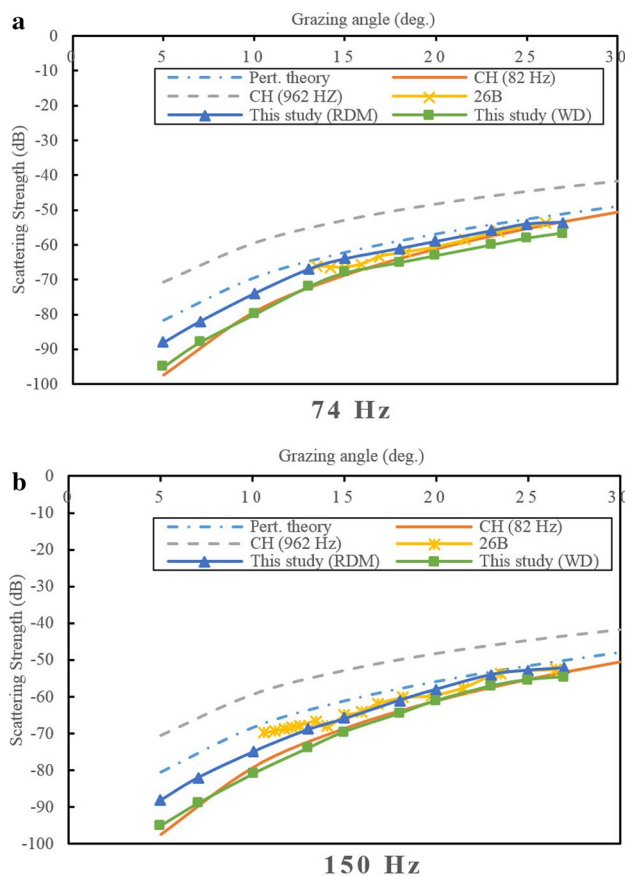 a
Grazing angle (deg.)
0 5 10 15 20 25 30
0
-10
-20
-30
-40
-50
-60
-70
-80
-90
-100
Scattering Strength (dB)
Pert. theory CH (82 Hz)
CH (962 HZ) 26B
This study (RDM) This study (WD)
74 Hz
b
Grazing angle (deg.)
0 5 10 15 20 25 30
0
-10
-20
-30
-40
-50
-60
-70
-80
-90
-100
Scattering Strength (dB)
Pert. theory CH (82 Hz)
CH (962 Hz) 26B
This study (RDM) This study (WD)
150 Hz